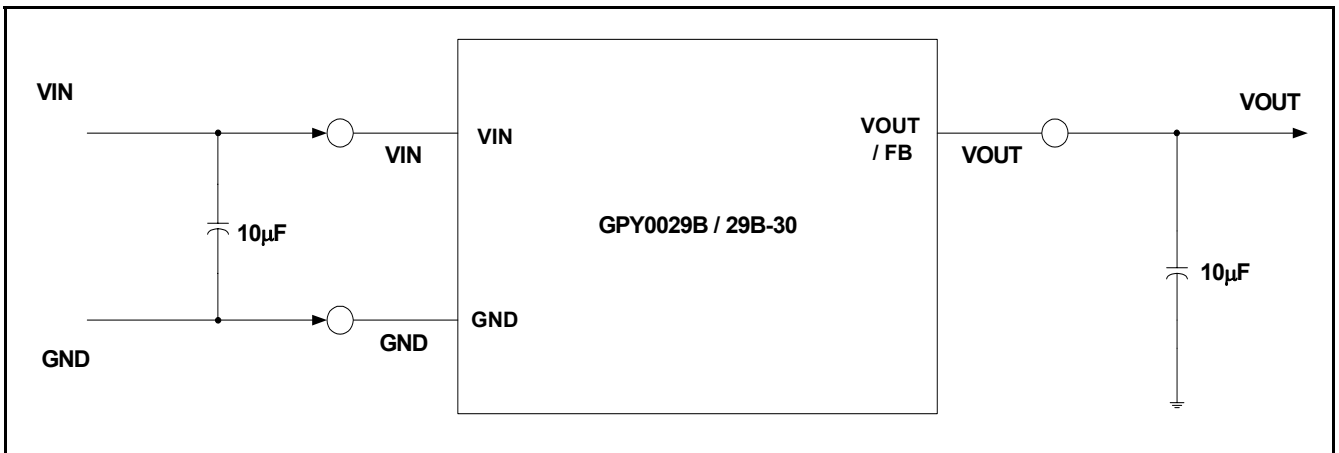 VIN
VIN
VIN
10μF
GND
GND
GND
GPY0029B / 29B-30
VOUT
/ FB
VOUT
VOUT
10μF